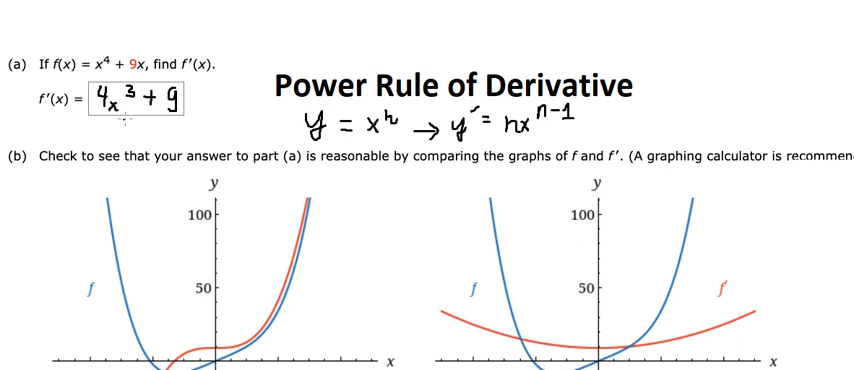 (a) If f(x) = x⁴ + 9x, find f'(x).
f'(x) = 4x³ + 9
Power Rule of Derivative
y = xⁿ → y' = nxⁿ⁻¹
(b) Check to see that your answer to part (a) is reasonable by comparing the graphs of f and f'. (A graphing calculator is recommen
y
100
50
f
x
y
100
50
f
f'
x